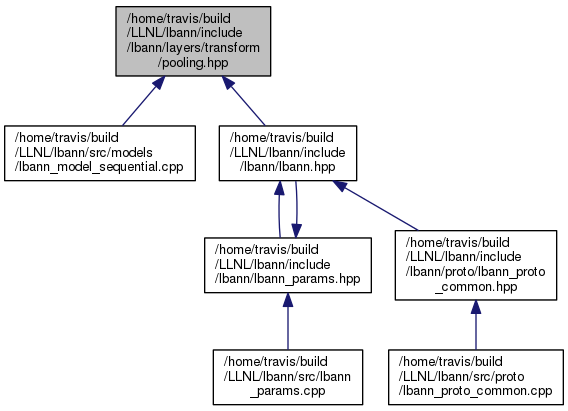 /home/travis/build
/LLNL/lbann/include
/lbann/layers/transform
/pooling.hpp
/home/travis/build
/LLNL/lbann/src/models
/lbann_model_sequential.cpp
/home/travis/build
/LLNL/lbann/include
/lbann/lbann.hpp
/home/travis/build
/LLNL/lbann/include
/lbann/lbann_params.hpp
/home/travis/build
/LLNL/lbann/include
/lbann/proto/lbann_proto
_common.hpp
/home/travis/build
/LLNL/lbann/src/lbann
_params.cpp
/home/travis/build
/LLNL/lbann/src/proto
/lbann_proto_common.cpp